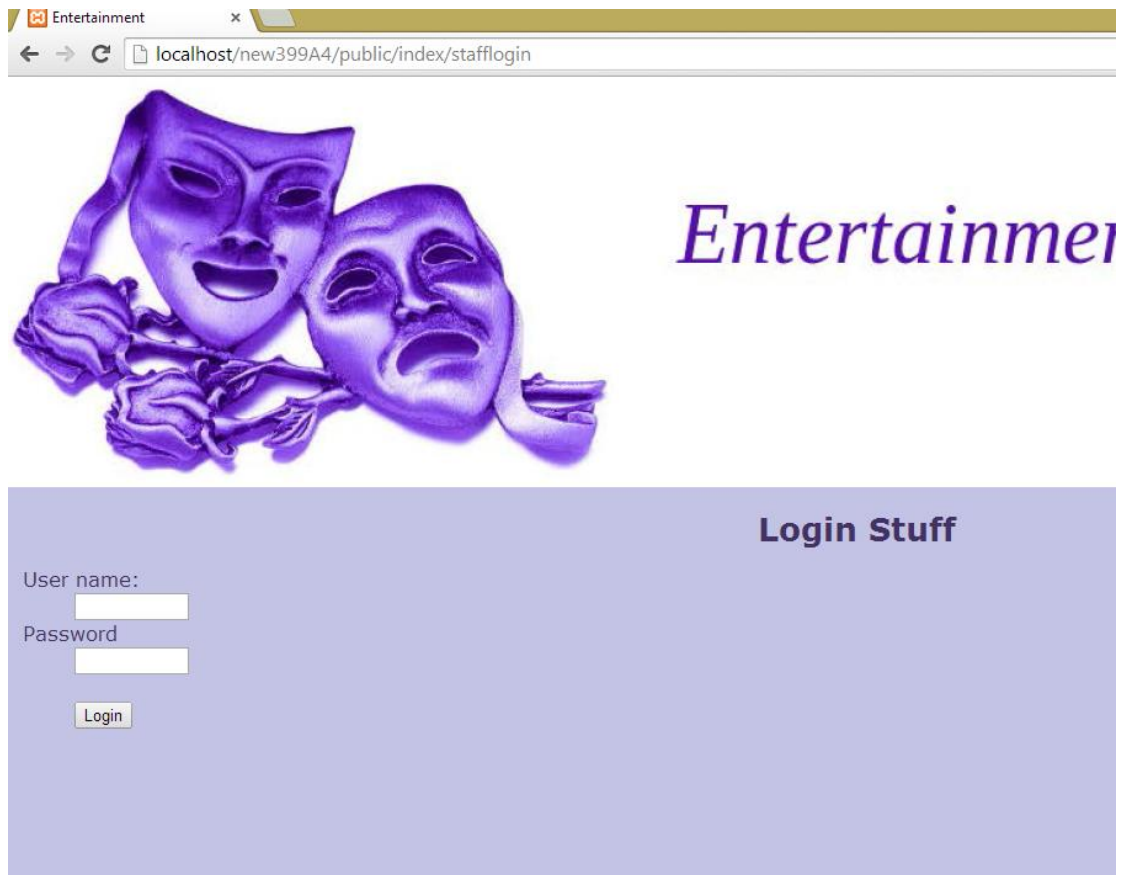 Entertainment
localhost/new399A4/public/index/stafflogin
Entertainmen
Login Stuff
User name:
Password
Login